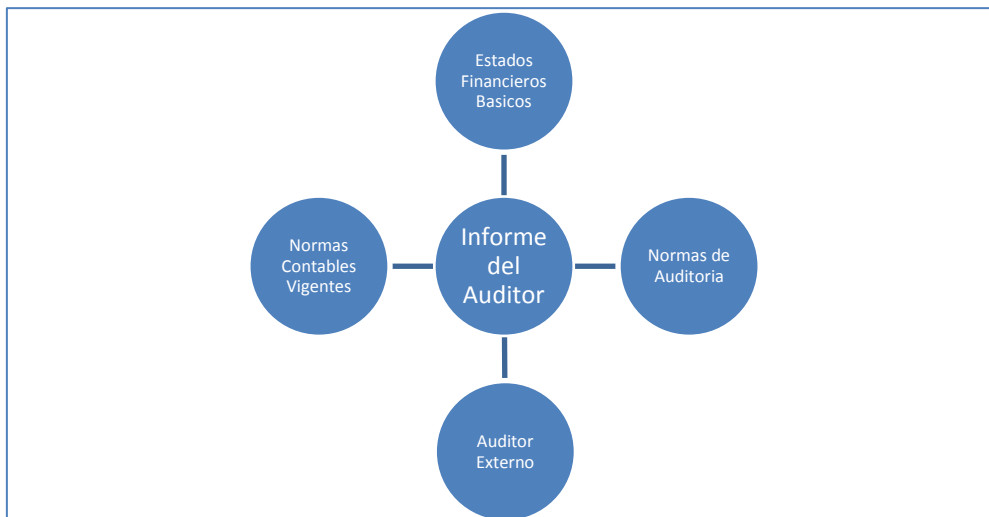 Estados
Financieros
Basicos
Normas
Contables
Vigentes
Informe
del
Auditor
Normas de
Auditoria
Auditor
Externo